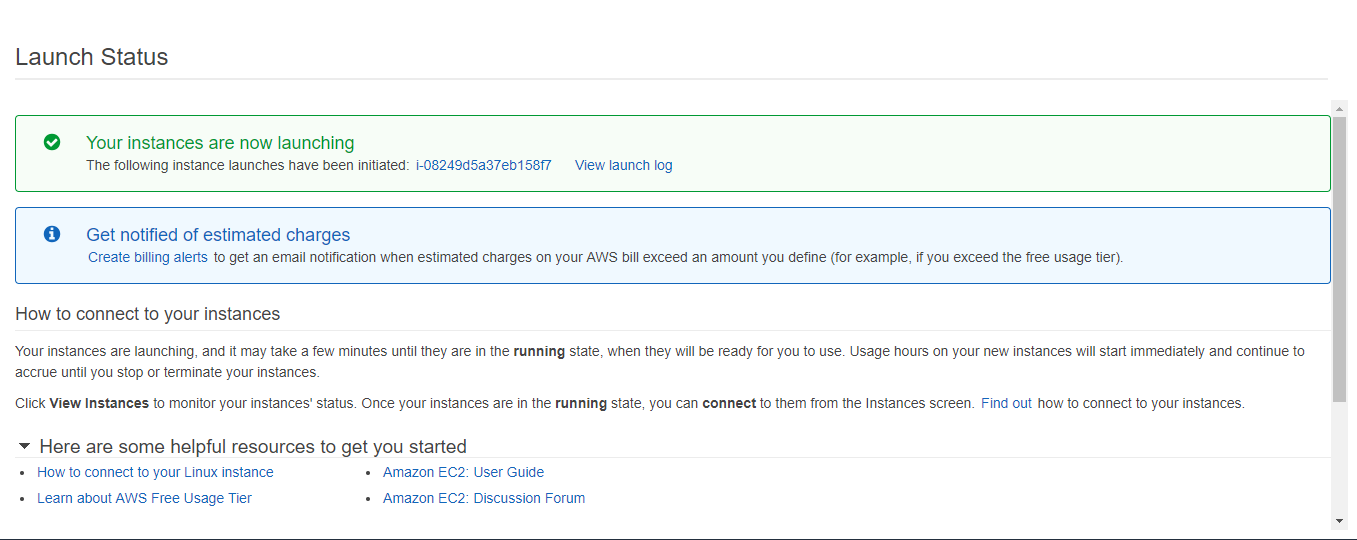 Launch Status
Your instances are now launching
The following instance launches have been initiated: i-08249d5a37eb158f7 View launch log
Get notified of estimated charges
Create billing alerts to get an email notification when estimated charges on your AWS bill exceed an amount you define (for example, if you exceed the free usage tier).
How to connect to your instances
Your instances are launching, and it may take a few minutes until they are in the running state, when they will be ready for you to use. Usage hours on your new instances will start immediately and continue to
accrue until you stop or terminate your instances.
Click View Instances to monitor your instances' status. Once your instances are in the running state, you can connect to them from the Instances screen. Find out how to connect to your instances.
Here are some helpful resources to get you started
• How to connect to your Linux instance
• Learn about AWS Free Usage Tier
• Amazon EC2: User Guide
• Amazon EC2: Discussion Forum